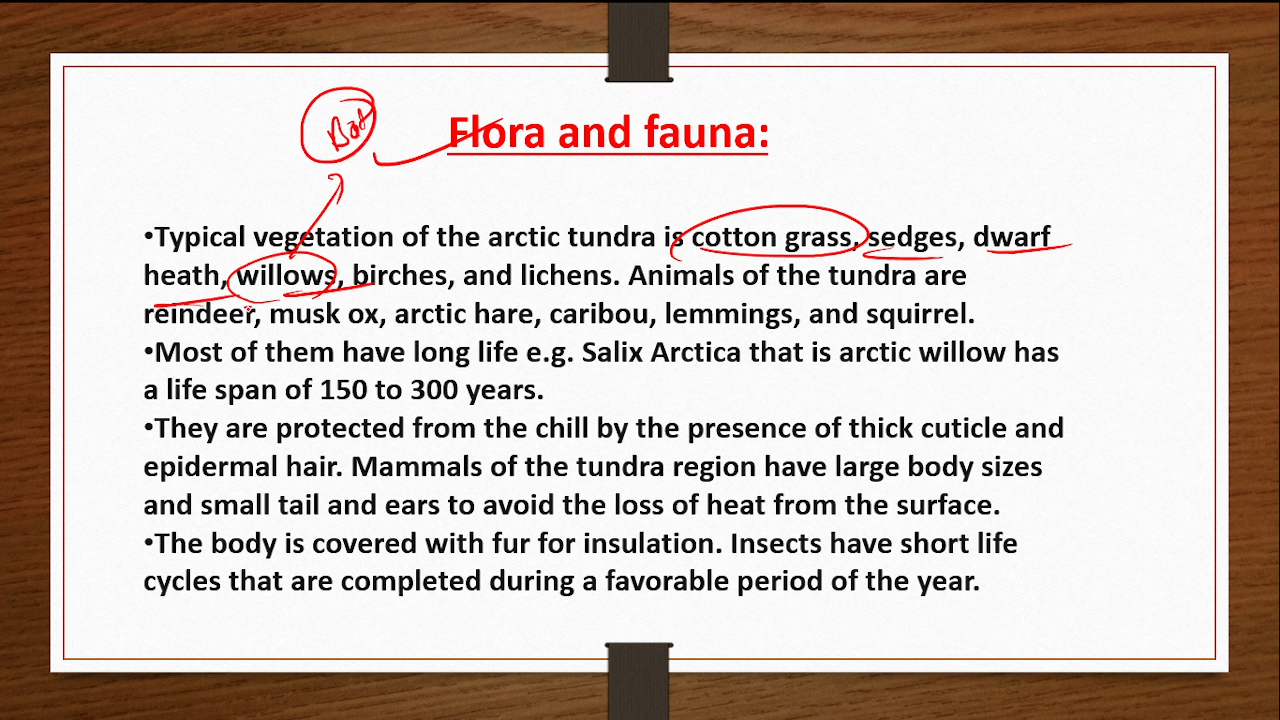 Flora and fauna:
•Typical vegetation of the arctic tundra is cotton grass, sedges, dwarf
heath, willows, birches, and lichens. Animals of the tundra are
reindeer, musk ox, arctic hare, caribou, lemmings, and squirrel.
•Most of them have long life e.g. Salix Arctica that is arctic willow has
a life span of 150 to 300 years.
•They are protected from the chill by the presence of thick cuticle and
epidermal hair. Mammals of the tundra region have large body sizes
and small tail and ears to avoid the loss of heat from the surface.
•The body is covered with fur for insulation. Insects have short life
cycles that are completed during a favorable period of the year.